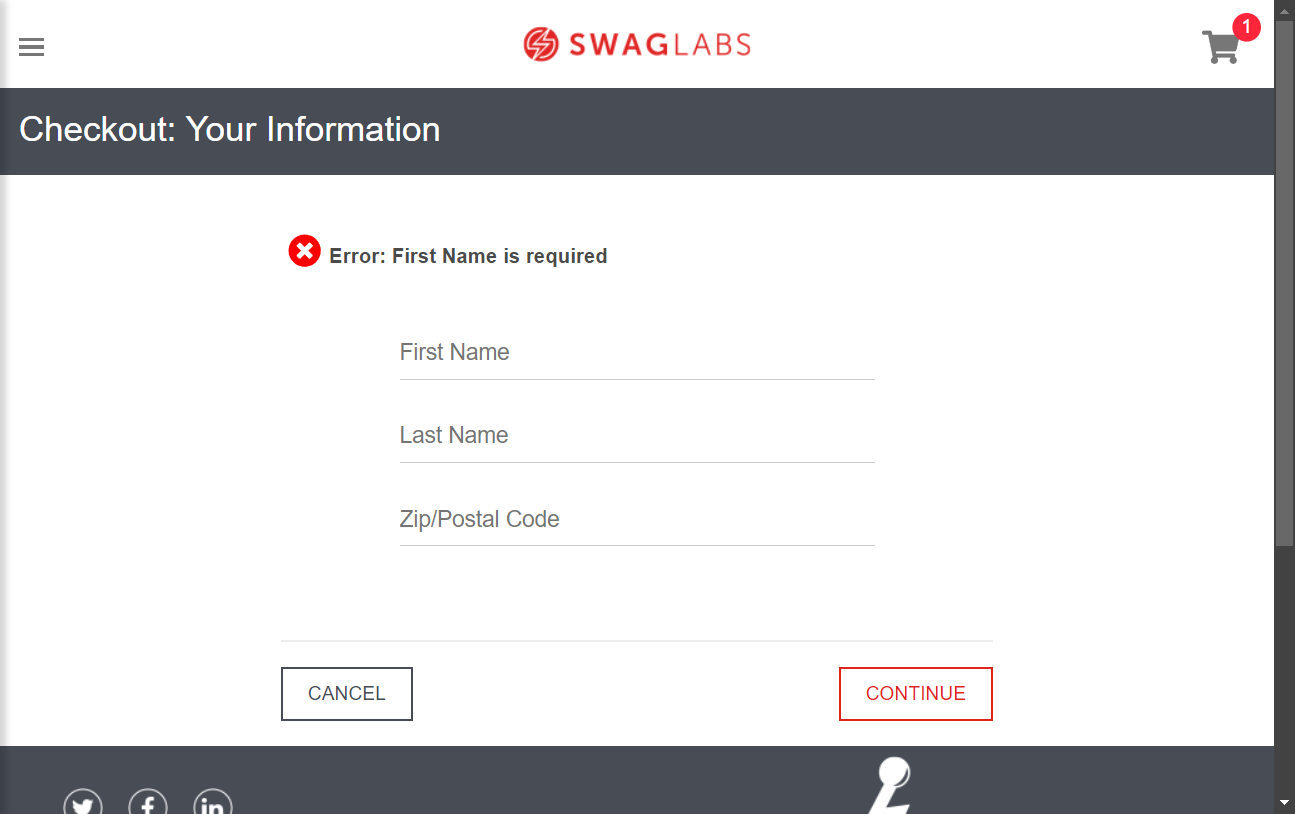 SWAGLABS
1
Checkout: Your Information
Error: First Name is required
First Name
Last Name
Zip/Postal Code
CANCEL
CONTINUE